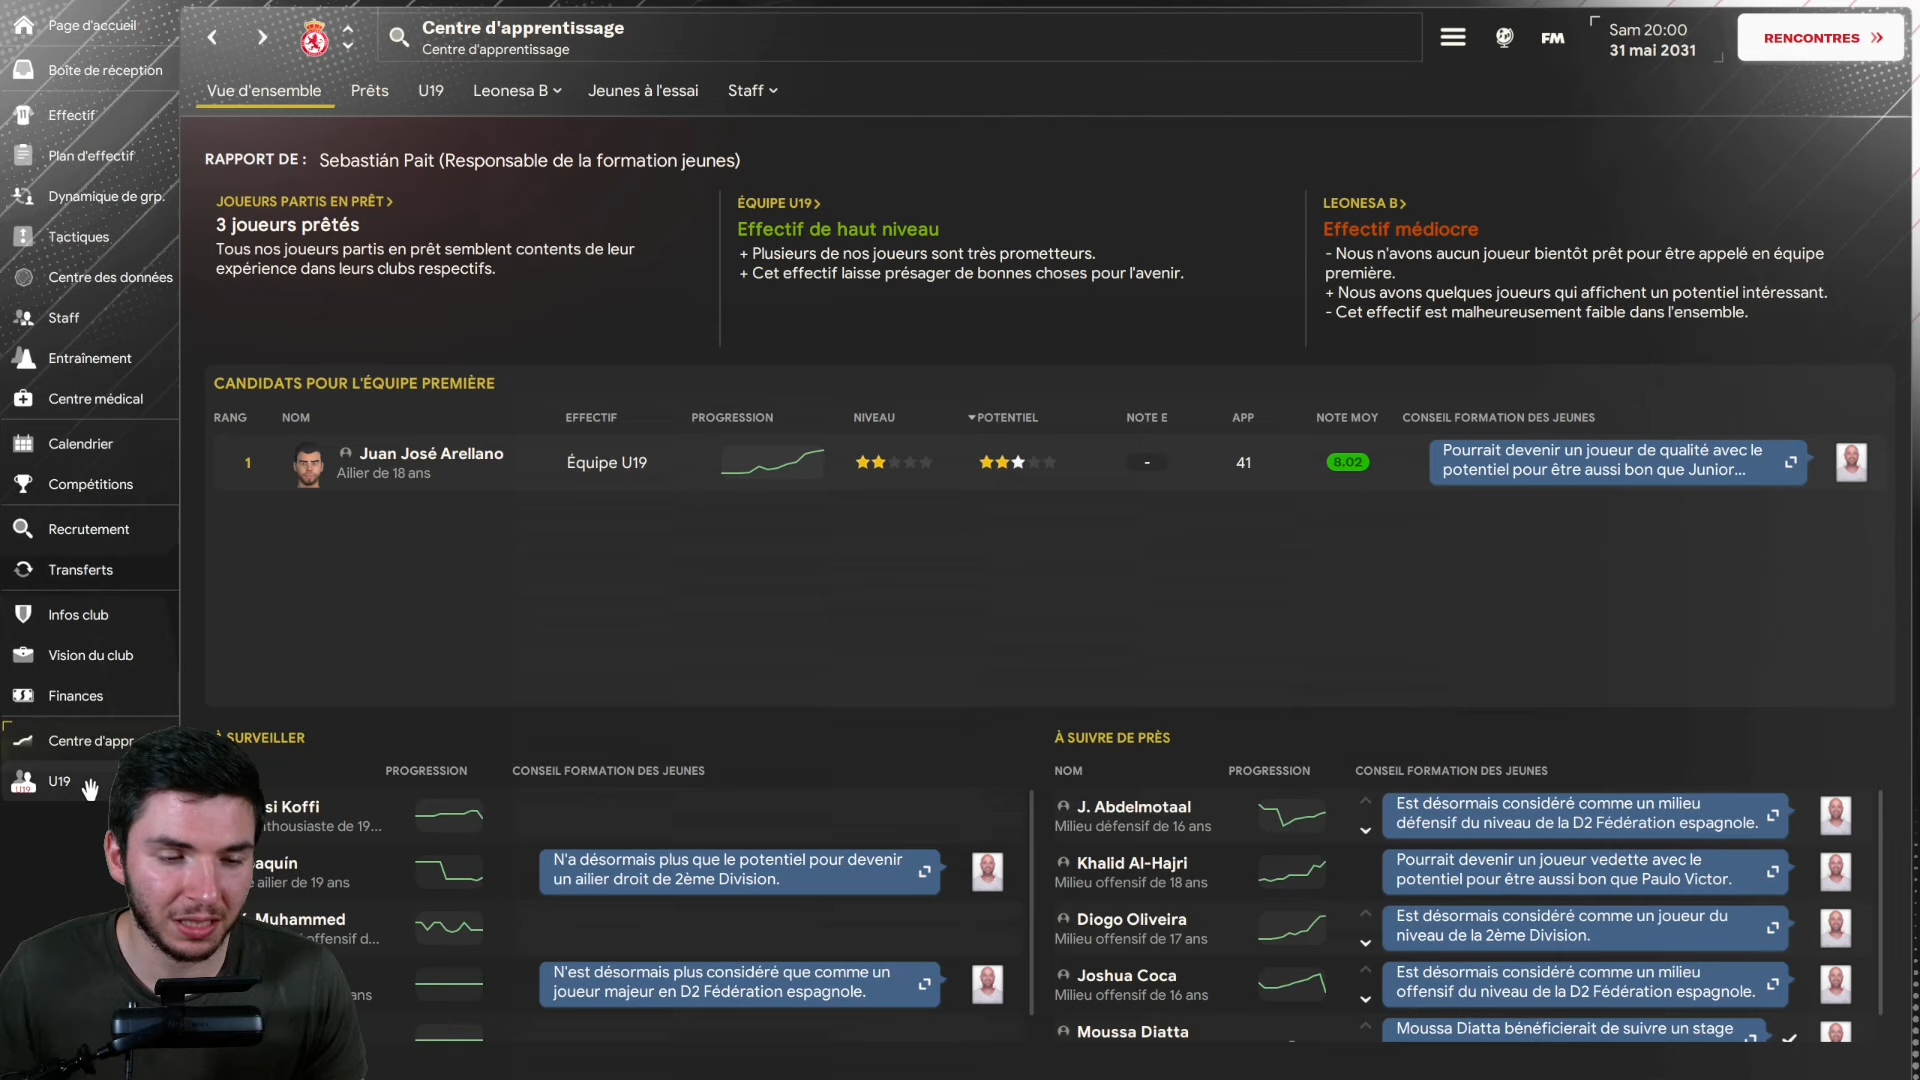 Page d'accueil
Boîte de réception
Effectif
Plan d'effectif
Dynamique de grp.
Tactiques
Centre des données
Staff
Entraînement
Centre médical
Calendrier
Compétitions
Recrutement
Transferts
Infos club
Vision du club
Finances
Centre d'appr
U19
Centre d'apprentissage
Centre d'apprentissage
FM
Sam 20:00
31 mai 2031
RENCONTRES
Vue d'ensemble
Prêts
U19
Leonesa B
Jeunes à l'essai
Staff
RAPPORT DE : Sebastián Pait (Responsable de la formation jeunes)
JOUEURS PARTIS EN PRÊT
3 joueurs prêtés
Tous nos joueurs partis en prêt semblent contents de leur
expérience dans leurs clubs respectifs.
ÉQUIPE U19
Effectif de haut niveau
+ Plusieurs de nos joueurs sont très prometteurs.
+ Cet effectif laisse présager de bonnes choses pour l'avenir.
LEONESA B
Effectif médiocre
- Nous n'avons aucun joueur bientôt prêt pour être appelé en équipe
première.
+ Nous avons quelques joueurs qui affichent un potentiel intéressant.
- Cet effectif est malheureusement faible dans l'ensemble.
CANDIDATS POUR L'ÉQUIPE PREMIÈRE
RANG NOM EFFECTIF PROGRESSION NIVEAU POTENTIEL NOTE E APP NOTE MOY CONSEIL FORMATION DES JEUNES
1 Juan José Arellano Équipe U19 - 41 8.02
Ailier de 18 ans
Pourrait devenir un joueur de qualité avec le
potentiel pour être aussi bon que Junior...
SURVEILLER
PROGRESSION CONSEIL FORMATION DES JEUNES
si Koffi
thousiaste de 19...
aquín
ailier de 19 ans
N'a désormais plus que le potentiel pour devenir
un ailier droit de 2ème Division.
Muhammed
offensif d...
ans
N'est désormais plus considéré que comme un
joueur majeur en D2 Fédération espagnole.
À SUIVRE DE PRÈS
NOM PROGRESSION CONSEIL FORMATION DES JEUNES
J. Abdelmotaal
Milieu défensif de 16 ans
Est désormais considéré comme un milieu
défensif du niveau de la D2 Fédération espagnole.
Khalid Al-Hajri
Milieu offensif de 18 ans
Pourrait devenir un joueur vedette avec le
potentiel pour être aussi bon que Paulo Victor.
Diogo Oliveira
Milieu offensif de 17 ans
Est désormais considéré comme un joueur du
niveau de la 2ème Division.
Joshua Coca
Milieu offensif de 16 ans
Est désormais considéré comme un milieu
offensif du niveau de la D2 Fédération espagnole.
Moussa Diatta
Moussa Diatta bénéficierait de suivre un stage